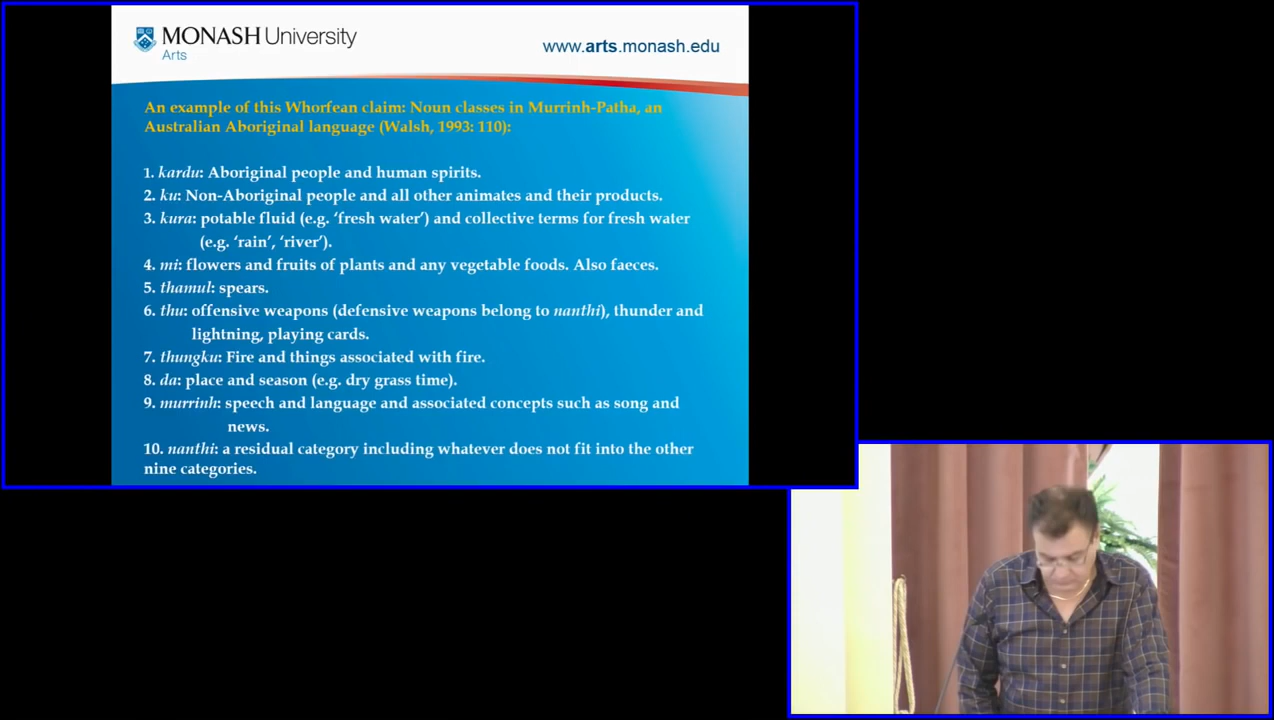 MONASH University
Arts
www.arts.monash.edu
An example of this Whorfean claim: Noun classes in Murrinh-Patha, an
Australian Aboriginal language (Walsh, 1993: 110):
1. kardu: Aboriginal people and human spirits.
2. ku: Non-Aboriginal people and all other animates and their products.
3. kura: potable fluid (e.g. ‘fresh water’) and collective terms for fresh water
(e.g. ‘rain’, ‘river’).
4. mi: flowers and fruits of plants and any vegetable foods. Also faeces.
5. thamul: spears.
6. thu: offensive weapons (defensive weapons belong to nanthi), thunder and
lightning, playing cards.
7. thungku: Fire and things associated with fire.
8. da: place and season (e.g. dry grass time).
9. murrinh: speech and language and associated concepts such as song and
news.
10. nanthi: a residual category including whatever does not fit into the other
nine categories.